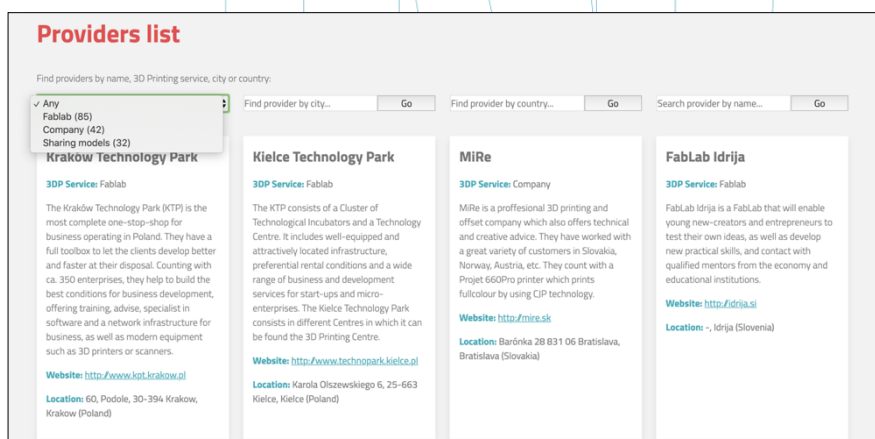 Providers list
Find providers by name, 3D Printing service, city or country:
✓ Any
Fablab (85)
Company (42)
Sharing models (32)
Find provider by city...
Go
Find provider by country...
Go
Search provider by name...
Go
Kraków Technology Park
3DP Service: Fablab
The Kraków Technology Park (KTP) is the
most complete one-stop-shop for
business operating in Poland. They have a
full toolbox to let the clients develop better
and faster at their disposal. Counting with
ca. 350 enterprises, they help to build the
best conditions for business development,
offering training, advise, specialist in
software and a network infrastructure for
business, as well as modern equipment
such as 3D printers or scanners.
Website: http://www.kpt.krakow.pl
Location: 60, Podole, 30-394 Krakow,
Krakow (Poland)
Kielce Technology Park
3DP Service: Fablab
The KTP consists of a Cluster of
Technological Incubators and a Technology
Centre. It includes well-equipped and
attractively located infrastructure,
preferential rental conditions and a wide
range of business and development
services for start-ups and micro-
enterprises. The Kielce Technology Park
consists in different Centres in which it can
be found the 3D Printing Centre.
Website: http://www.technopark.kielce.pl
Location: Karola Olszewskiego 6, 25-663
Kielce, Kielce (Poland)
MiRe
3DP Service: Company
MiRe is a proffesional 3D printing and
offset company which also offers technical
and creative advice. They have worked with
a great variety of customers in Slovakia,
Norway, Austria, etc. They count with a
Projet 660Pro printer which prints
fullcolour by using CJP technology.
Website: http://mire.sk
Location: Barónka 28 831 06 Bratislava,
Bratislava (Slovakia)
FabLab Idrija
3DP Service: Fablab
FabLab Idrija is a FabLab that will enable
young new-creators and entrepreneurs to
test their own ideas, as well as develop
new practical skills, and contact with
qualified mentors from the economy and
educational institutions.
Website: http://idrija.si
Location: -, Idrija (Slovenia)